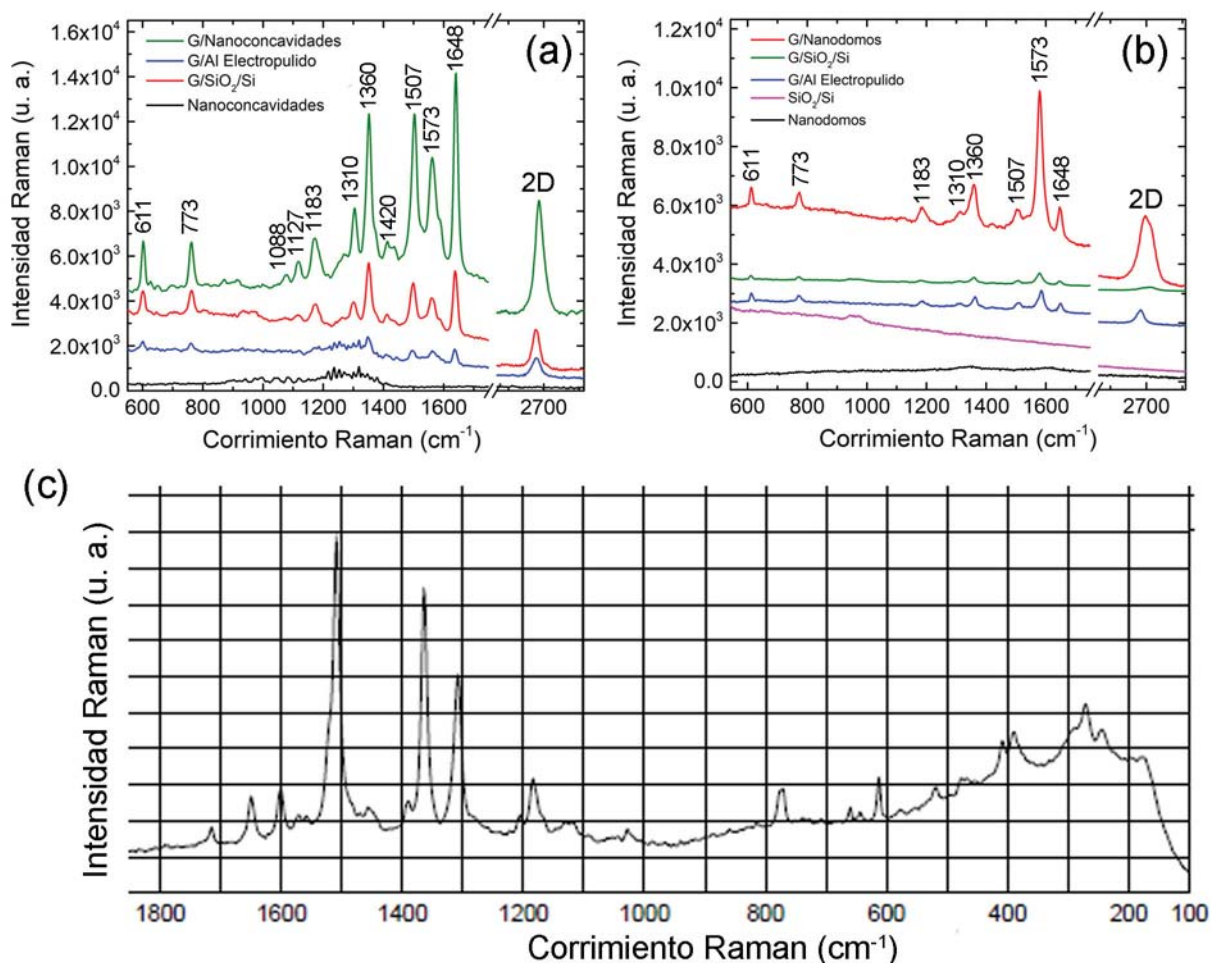 (a)
G/Nanoconcavidades
G/Al Electropulido
G/SiO₂/Si
Nanoconcavidades
Intensidad Raman (u. a.)
1.6x10⁴
1.4x10⁴
1.2x10⁴
1.0x10⁴
8.0x10³
6.0x10³
4.0x10³
2.0x10³
0.0
611
773
1088
1127
1183
1310
1360
1420
1507
1573
1648
2D
600 800 1000 1200 1400 1600 2700
Corrimiento Raman (cm⁻¹)
(b)
G/Nanodomos
G/SiO₂/Si
G/Al Electropulido
SiO₂/Si
Nanodomos
Intensidad Raman (u. a.)
1.2x10⁴
1.0x10⁴
8.0x10³
6.0x10³
4.0x10³
2.0x10³
0.0
611
773
1183
1310
1360
1507
1573
1648
2D
600 800 1000 1200 1400 1600 2700
Corrimiento Raman (cm⁻¹)
(c)
Intensidad Raman (u. a.)
1800 1600 1400 1200 1000 800 600 400 200 100
Corrimiento Raman (cm⁻¹)